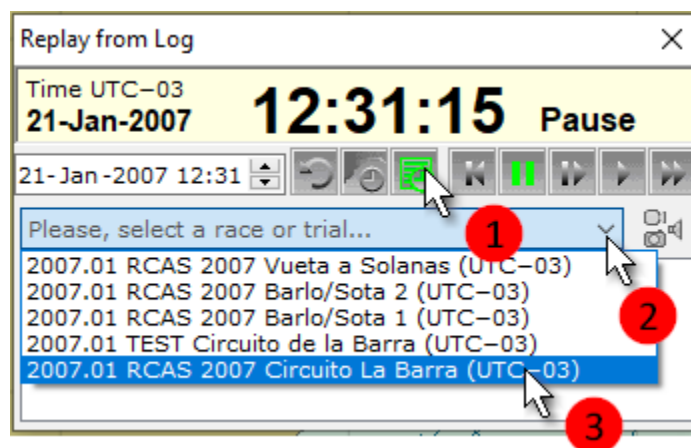 Replay from Log
Time UTC−03
21-Jan-2007 12:31:15 Pause
21- Jan -2007 12:31
Please, select a race or trial...
1
2007.01 RCAS 2007 Vueta a Solanas (UTC−03)
2007.01 RCAS 2007 Barlo/Sota 2 (UTC−03)
2
2007.01 RCAS 2007 Barlo/Sota 1 (UTC−03)
2007.01 TEST Circuito de la Barra (UTC−03)
2007.01 RCAS 2007 Circuito La Barra (UTC−03)
3